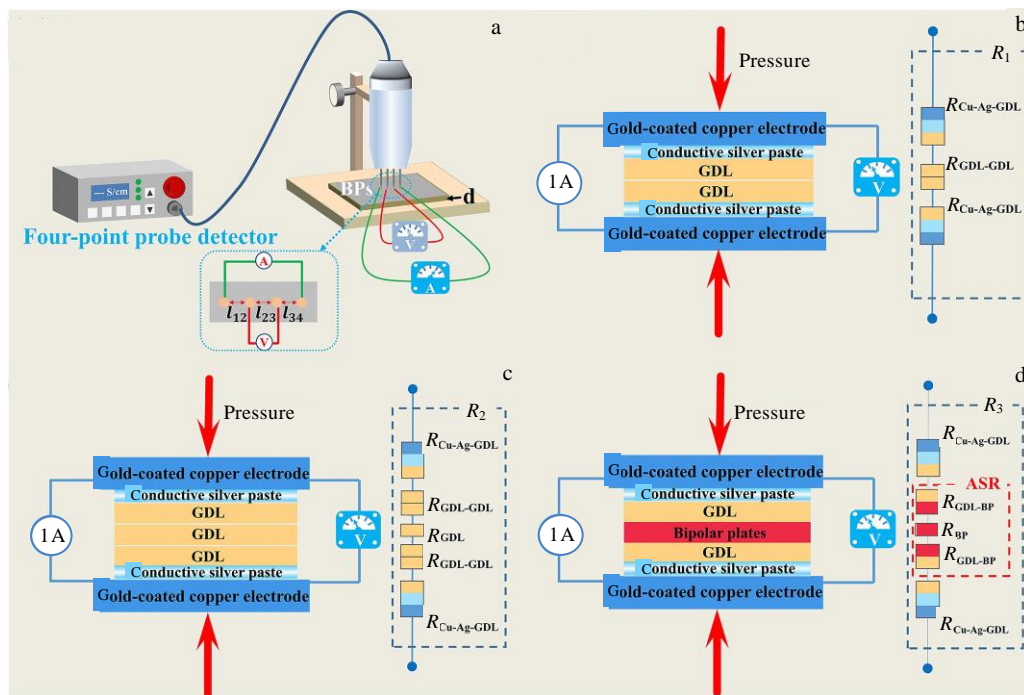 a
--- S/cm
BPs
d
Four-point probe detector
V
A
A
l12 l23 l34
V
b
Pressure
R1
Gold-coated copper electrode
Conductive silver paste
GDL
GDL
Conductive silver paste
Gold-coated copper electrode
1A
V
RCu-Ag-GDL
RGDL-GDL
RCu-Ag-GDL
c
Pressure
R2
Gold-coated copper electrode
Conductive silver paste
GDL
GDL
GDL
Conductive silver paste
Gold-coated copper electrode
1A
V
RCu-Ag-GDL
RGDL-GDL
RGDL
RGDL-GDL
RCu-Ag-GDL
d
Pressure
R3
Gold-coated copper electrode
Conductive silver paste
GDL
Bipolar plates
GDL
Conductive silver paste
Gold-coated copper electrode
1A
V
RCu-Ag-GDL
ASR
RGDL-BP
RBP
RGDL-BP
RCu-Ag-GDL